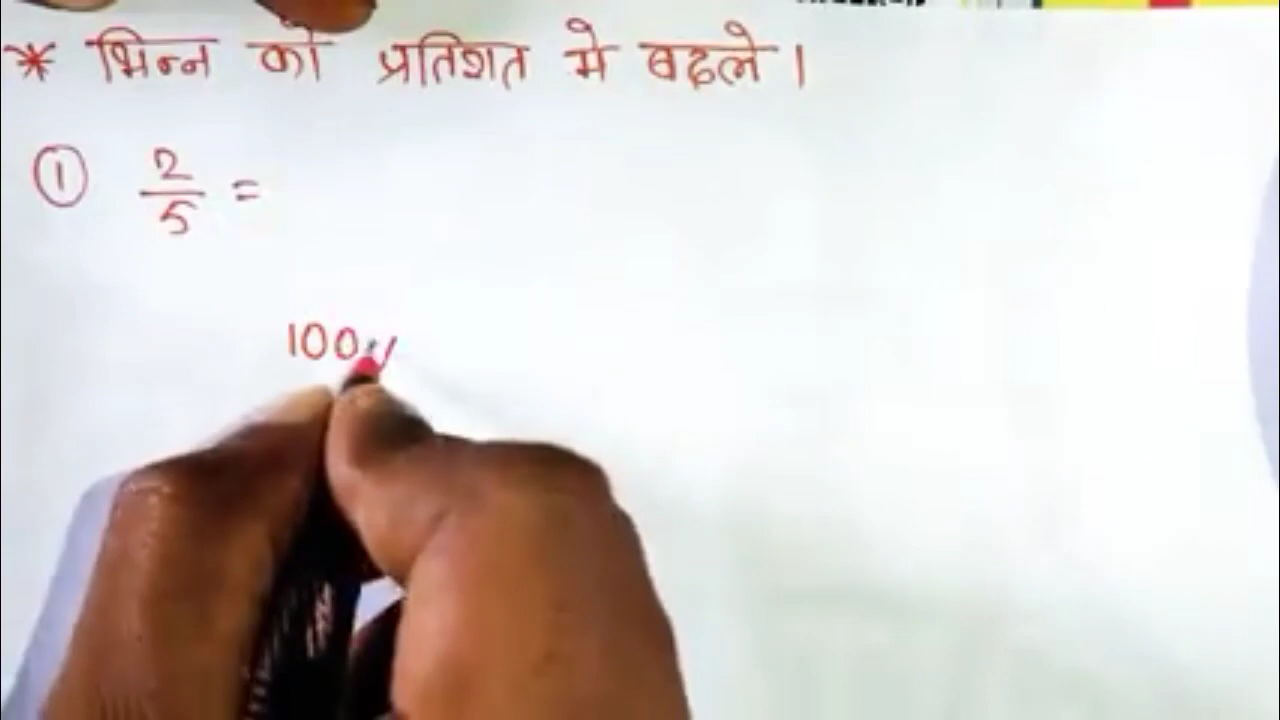 * भिन्न को प्रतिशत मे बदले ।
① 2/5 =
100